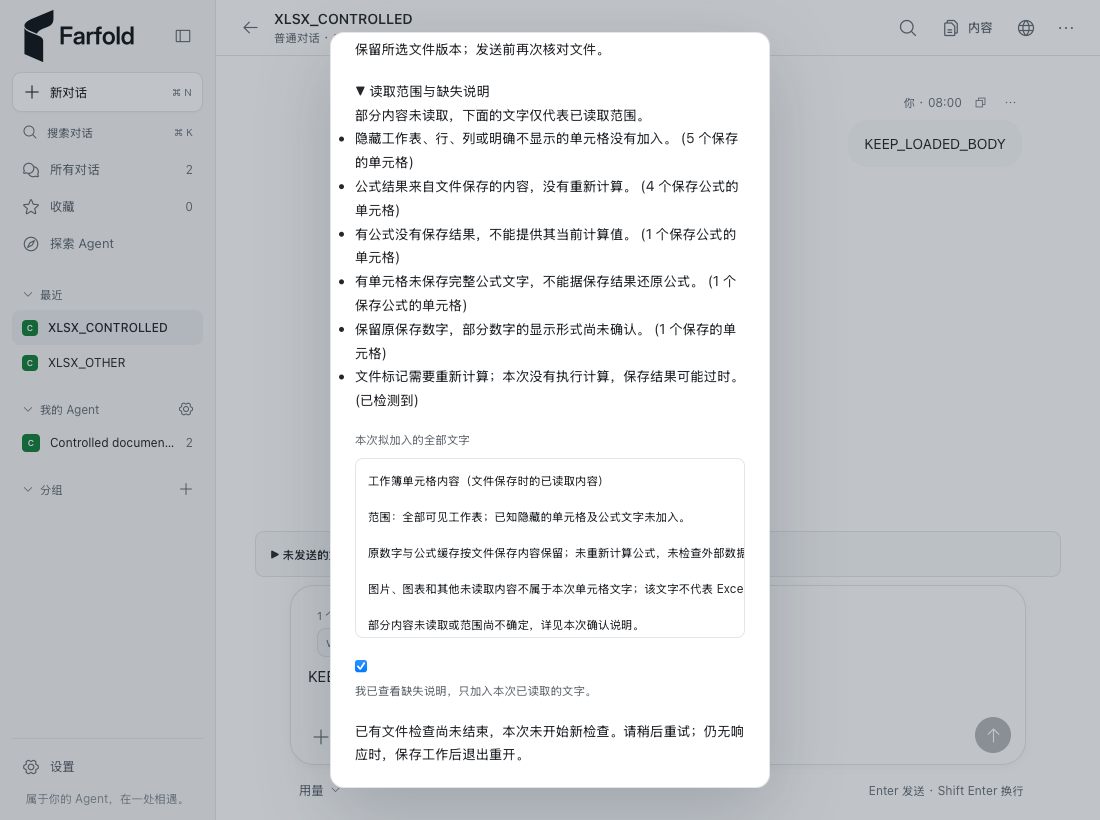 Farfold
新对话
⌘ N
搜索对话
⌘ K
所有对话
2
收藏
0
探索 Agent
最近
C
XLSX_CONTROLLED
C
XLSX_OTHER
我的 Agent
C
Controlled documen...
2
分组
设置
属于你的 Agent，在一处相遇。
XLSX_CONTROLLED
普通对话 ·
内容
你 · 08:00
KEEP_LOADED_BODY
保留所选文件版本；发送前再次核对文件。
▼ 读取范围与缺失说明
部分内容未读取，下面的文字仅代表已读取范围。
• 隐藏工作表、行、列或明确不显示的单元格没有加入。 (5 个保存
的单元格)
• 公式结果来自文件保存的内容，没有重新计算。 (4 个保存公式的
单元格)
• 有公式没有保存结果，不能提供其当前计算值。 (1 个保存公式的
单元格)
• 有单元格未保存完整公式文字，不能据保存结果还原公式。 (1 个
保存公式的单元格)
• 保留原保存数字，部分数字的显示形式尚未确认。 (1 个保存的单
元格)
• 文件标记需要重新计算；本次没有执行计算，保存结果可能过时。
(已检测到)
本次拟加入的全部文字
工作簿单元格内容（文件保存时的已读取内容）
范围：全部可见工作表；已知隐藏的单元格及公式文字未加入。
原数字与公式缓存按文件保存内容保留；未重新计算公式，未检查外部数据
图片、图表和其他未读取内容不属于本次单元格文字；该文字不代表 Exce
部分内容未读取或范围尚不确定，详见本次确认说明。
我已查看缺失说明，只加入本次已读取的文字。
已有文件检查尚未结束，本次未开始新检查。请稍后重试；仍无响
应时，保存工作后退出重开。
▶ 未发送的
1
KEE
用量
Enter 发送 · Shift Enter 换行